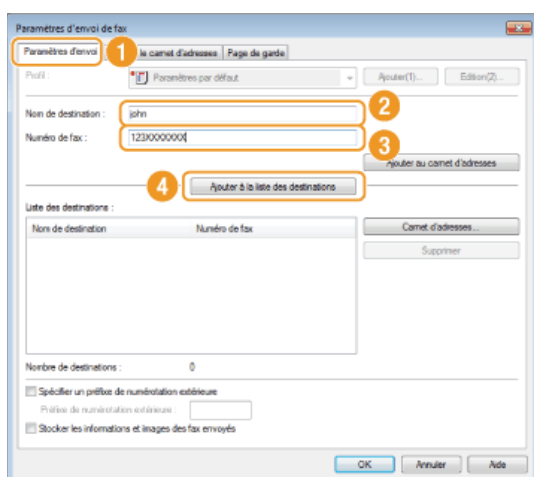 Paramètres d'envoi de fax
Paramètres d'envoi 1 le carnet d'adresses Page de garde
Profil : Paramètres par défaut Ajouter(1)... Edition(2)...
Nom de destination : john 2
Numéro de fax : 123XXXXXXX 3
Ajouter au carnet d'adresses
4 Ajouter à la liste des destinations
Liste des destinations :
Nom de destination Numéro de fax Carnet d'adresses...
Supprimer
Nombre de destinations : 0
Spécifier un préfixe de numérotation extérieure
Préfixe de numérotation extérieure :
Stocker les informations et images des fax envoyés
OK Annuler Aide